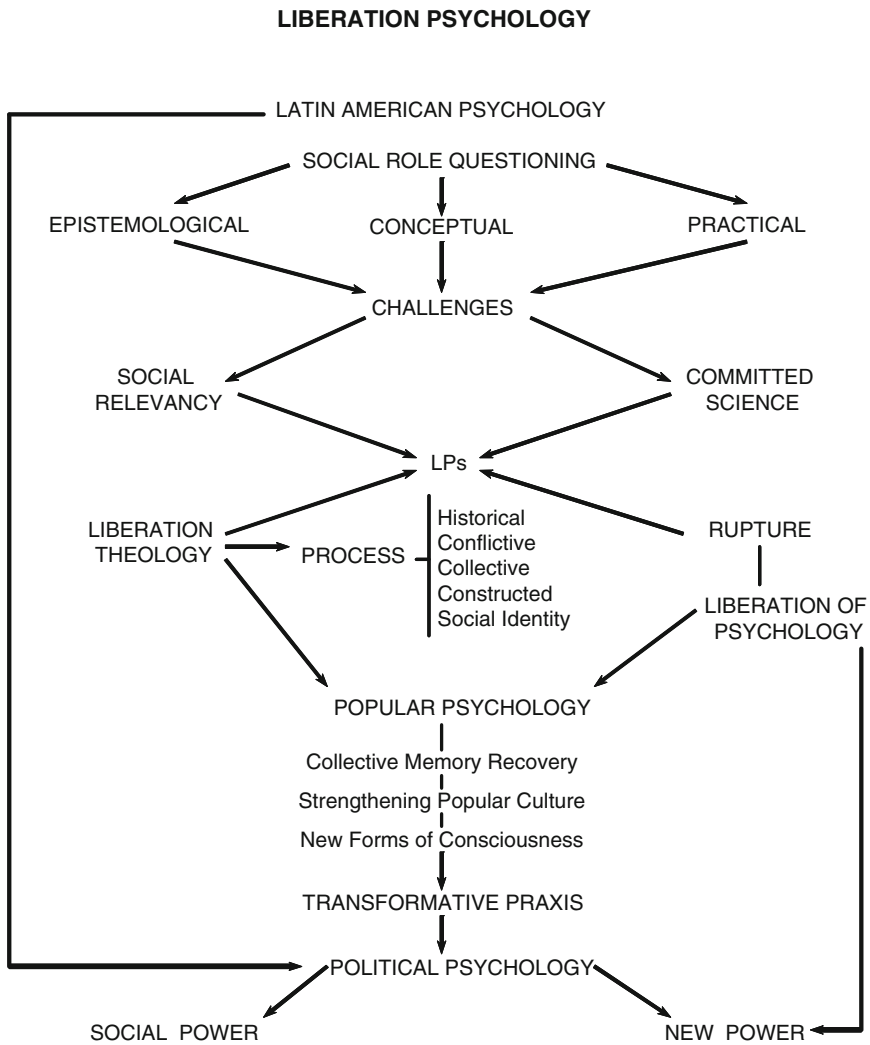 LIBERATION PSYCHOLOGY
LATIN AMERICAN PSYCHOLOGY
SOCIAL ROLE QUESTIONING
EPISTEMOLOGICAL
CONCEPTUAL
PRACTICAL
CHALLENGES
SOCIAL
RELEVANCY
COMMITTED
SCIENCE
LPs
LIBERATION
THEOLOGY
PROCESS
Historical
Conflictive
Collective
Constructed
Social Identity
RUPTURE
LIBERATION OF
PSYCHOLOGY
POPULAR PSYCHOLOGY
Collective Memory Recovery
Strengthening Popular Culture
New Forms of Consciousness
TRANSFORMATIVE PRAXIS
POLITICAL PSYCHOLOGY
SOCIAL POWER
NEW POWER